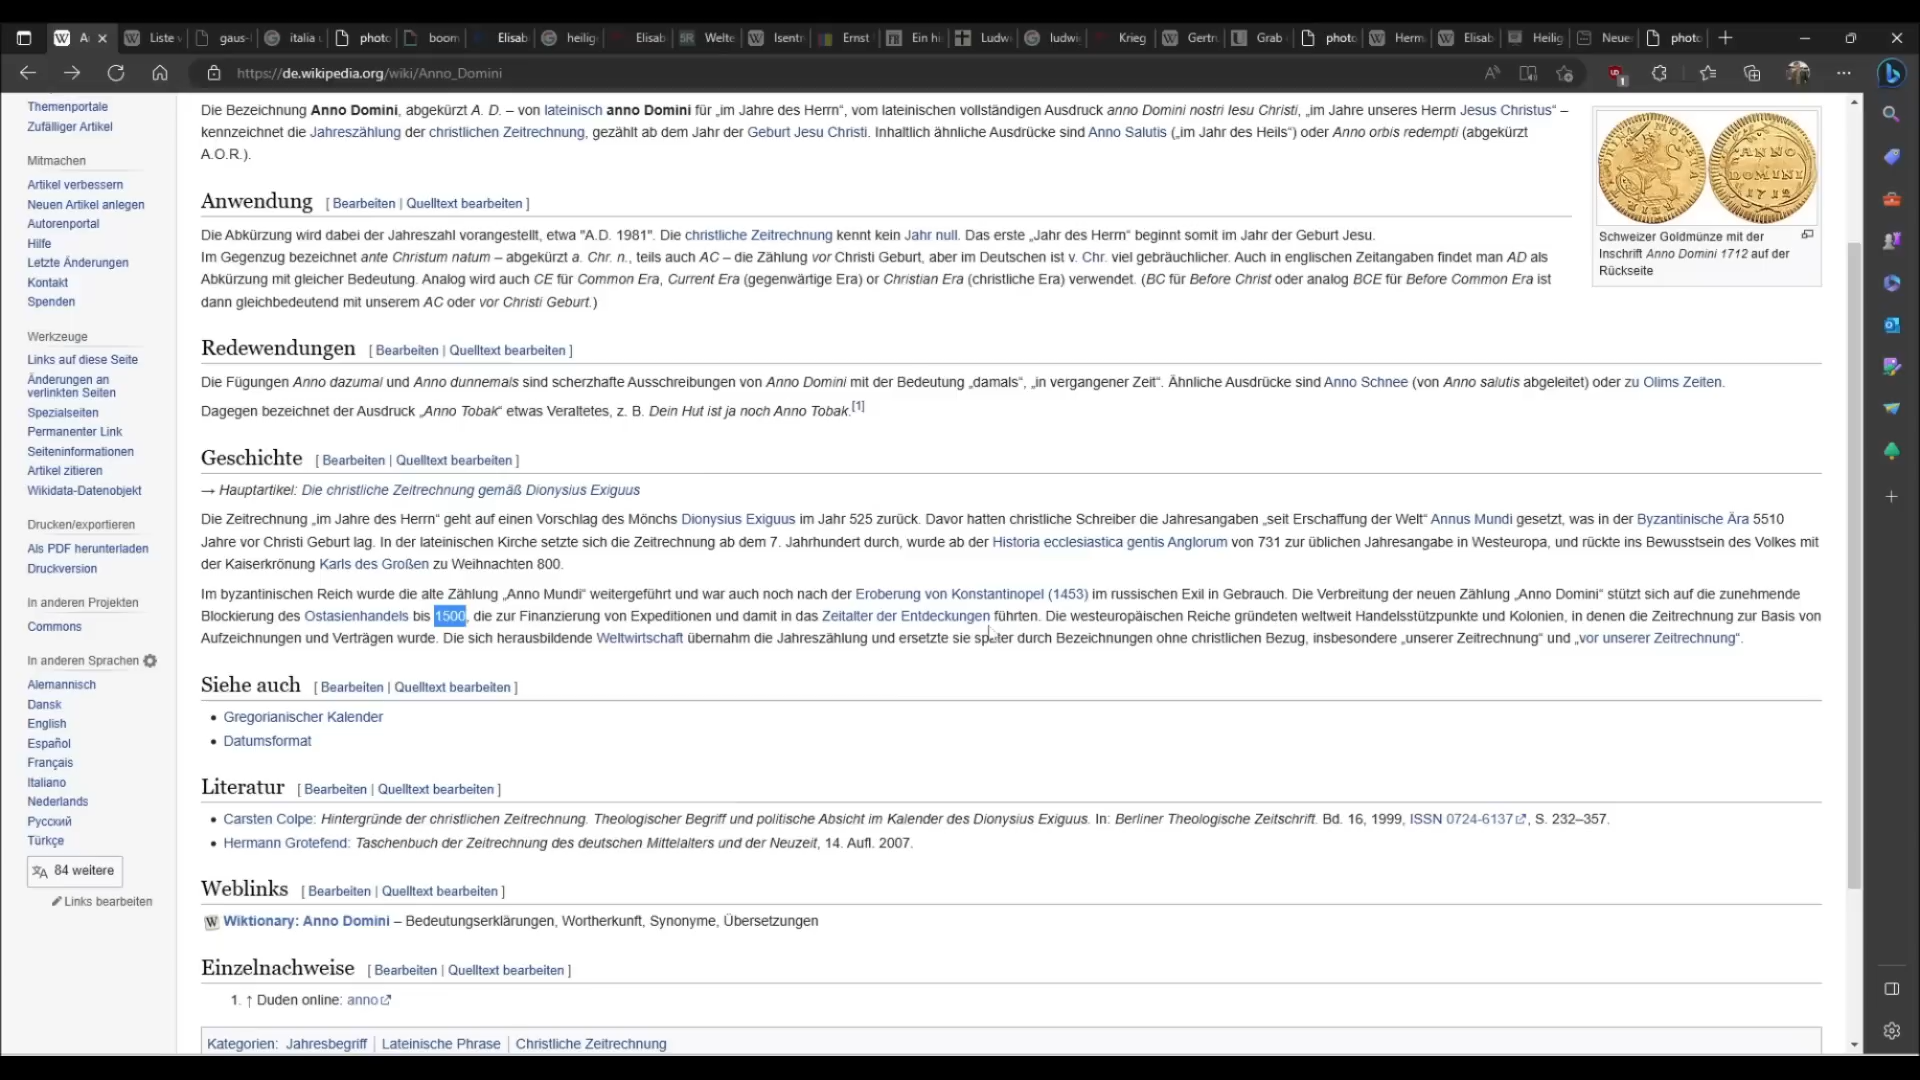 A
Liste
gaus-
italia
photo
boom
Elisab
heilig
Elisab
SR Welte
Isentr
Ernst
Ein hi
Ludw
ludwi
Krieg
Gertr
Grab
photo
Herm
Elisab
Heilig
Neue
photo
https://de.wikipedia.org/wiki/Anno_Domini
Themenportale
Zufälliger Artikel
Mitmachen
Artikel verbessern
Neuen Artikel anlegen
Autorenportal
Hilfe
Letzte Änderungen
Kontakt
Spenden
Werkzeuge
Links auf diese Seite
Änderungen an
verlinkten Seiten
Spezialseiten
Permanenter Link
Seiteninformationen
Artikel zitieren
Wikidata-Datenobjekt
Drucken/exportieren
Als PDF herunterladen
Druckversion
In anderen Projekten
Commons
In anderen Sprachen
Alemannisch
Dansk
English
Español
Français
Italiano
Nederlands
Русский
Türkçe
84 weitere
Links bearbeiten
Die Bezeichnung Anno Domini, abgekürzt A. D. – von lateinisch anno Domini für „im Jahre des Herrn“, vom lateinischen vollständigen Ausdruck anno Domini nostri Iesu Christi, „im Jahre unseres Herrn Jesus Christus“ –
kennzeichnet die Jahreszählung der christlichen Zeitrechnung, gezählt ab dem Jahr der Geburt Jesu Christi. Inhaltlich ähnliche Ausdrücke sind Anno Salutis („im Jahr des Heils“) oder Anno orbis redempti (abgekürzt
A.O.R.).
ANNO
DOMINI
1712
Schweizer Goldmünze mit der
Inschrift Anno Domini 1712 auf der
Rückseite
Anwendung [ Bearbeiten | Quelltext bearbeiten ]
Die Abkürzung wird dabei der Jahreszahl vorangestellt, etwa "A.D. 1981". Die christliche Zeitrechnung kennt kein Jahr null. Das erste „Jahr des Herrn“ beginnt somit im Jahr der Geburt Jesu.
Im Gegenzug bezeichnet ante Christum natum – abgekürzt a. Chr. n., teils auch AC – die Zählung vor Christi Geburt, aber im Deutschen ist v. Chr. viel gebräuchlicher. Auch in englischen Zeitangaben findet man AD als
Abkürzung mit gleicher Bedeutung. Analog wird auch CE für Common Era, Current Era (gegenwärtige Era) or Christian Era (christliche Era) verwendet. (BC für Before Christ oder analog BCE für Before Common Era ist
dann gleichbedeutend mit unserem AC oder vor Christi Geburt.)
Redewendungen [ Bearbeiten | Quelltext bearbeiten ]
Die Fügungen Anno dazumal und Anno dunnemals sind scherzhafte Ausschreibungen von Anno Domini mit der Bedeutung „damals“, „in vergangener Zeit“. Ähnliche Ausdrücke sind Anno Schnee (von Anno salutis abgeleitet) oder zu Olims Zeiten.
Dagegen bezeichnet der Ausdruck „Anno Tobak“ etwas Veraltetes, z. B. Dein Hut ist ja noch Anno Tobak.[1]
Geschichte [ Bearbeiten | Quelltext bearbeiten ]
→ Hauptartikel: Die christliche Zeitrechnung gemäß Dionysius Exiguus
Die Zeitrechnung „im Jahre des Herrn“ geht auf einen Vorschlag des Mönchs Dionysius Exiguus im Jahr 525 zurück. Davor hatten christliche Schreiber die Jahresangaben „seit Erschaffung der Welt“ Annus Mundi gesetzt, was in der Byzantinische Ära 5510
Jahre vor Christi Geburt lag. In der lateinischen Kirche setzte sich die Zeitrechnung ab dem 7. Jahrhundert durch, wurde ab der Historia ecclesiastica gentis Anglorum von 731 zur üblichen Jahresangabe in Westeuropa, und rückte ins Bewusstsein des Volkes mit
der Kaiserkrönung Karls des Großen zu Weihnachten 800.
Im byzantinischen Reich wurde die alte Zählung „Anno Mundi“ weitergeführt und war auch noch nach der Eroberung von Konstantinopel (1453) im russischen Exil in Gebrauch. Die Verbreitung der neuen Zählung „Anno Domini“ stützt sich auf die zunehmende
Blockierung des Ostasienhandels bis 1500, die zur Finanzierung von Expeditionen und damit in das Zeitalter der Entdeckungen führten. Die westeuropäischen Reiche gründeten weltweit Handelsstützpunkte und Kolonien, in denen die Zeitrechnung zur Basis von
Aufzeichnungen und Verträgen wurde. Die sich herausbildende Weltwirtschaft übernahm die Jahreszählung und ersetzte sie später durch Bezeichnungen ohne christlichen Bezug, insbesondere „unserer Zeitrechnung“ und „vor unserer Zeitrechnung“.
Siehe auch [ Bearbeiten | Quelltext bearbeiten ]
Gregorianischer Kalender
Datumsformat
Literatur [ Bearbeiten | Quelltext bearbeiten ]
Carsten Colpe: Hintergründe der christlichen Zeitrechnung. Theologischer Begriff und politische Absicht im Kalender des Dionysius Exiguus. In: Berliner Theologische Zeitschrift. Bd. 16, 1999, ISSN 0724-6137, S. 232–357.
Hermann Grotefend: Taschenbuch der Zeitrechnung des deutschen Mittelalters und der Neuzeit, 14. Aufl. 2007.
Weblinks [ Bearbeiten | Quelltext bearbeiten ]
Wiktionary: Anno Domini – Bedeutungserklärungen, Wortherkunft, Synonyme, Übersetzungen
Einzelnachweise [ Bearbeiten | Quelltext bearbeiten ]
1. ↑ Duden online: anno
Kategorien: Jahresbegriff | Lateinische Phrase | Christliche Zeitrechnung